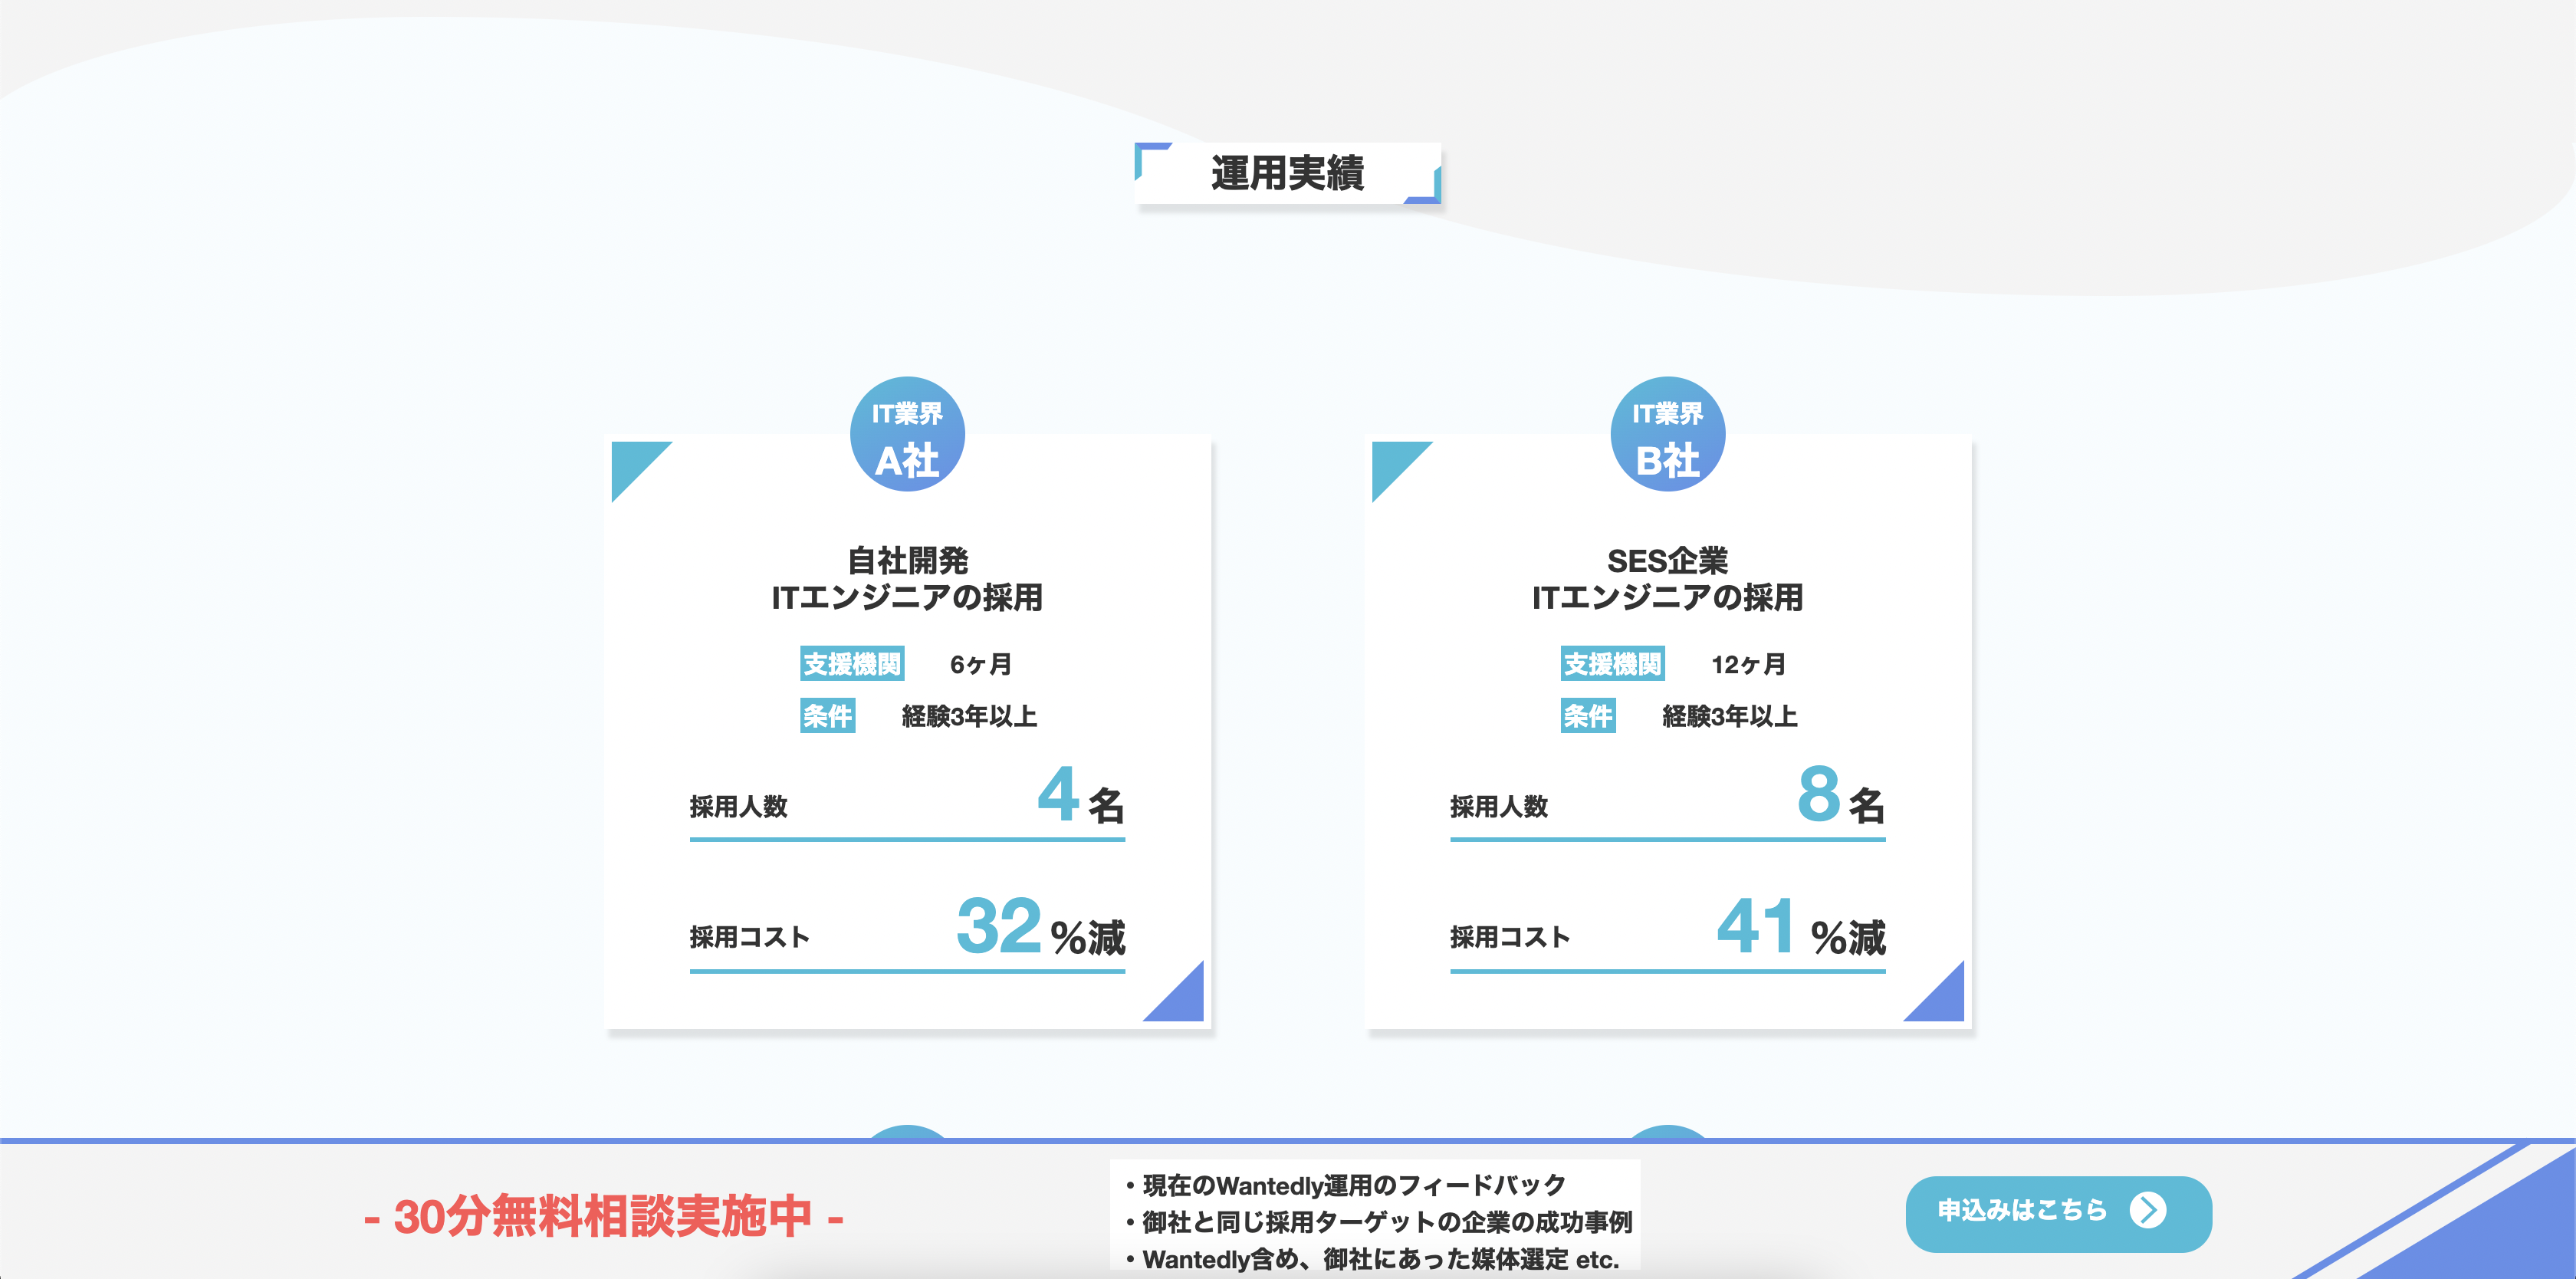 運用実績
IT業界
A社
自社開発
ITエンジニアの採用
支援機関 6ヶ月
条件 経験3年以上
採用人数 4名
採用コスト 32%減
IT業界
B社
SES企業
ITエンジニアの採用
支援機関 12ヶ月
条件 経験3年以上
採用人数 8名
採用コスト 41%減
- 30分無料相談実施中 -
・現在のWantedly運用のフィードバック
・御社と同じ採用ターゲットの企業の成功事例
・Wantedly含め、御社にあった媒体選定 etc.
申込みはこちら